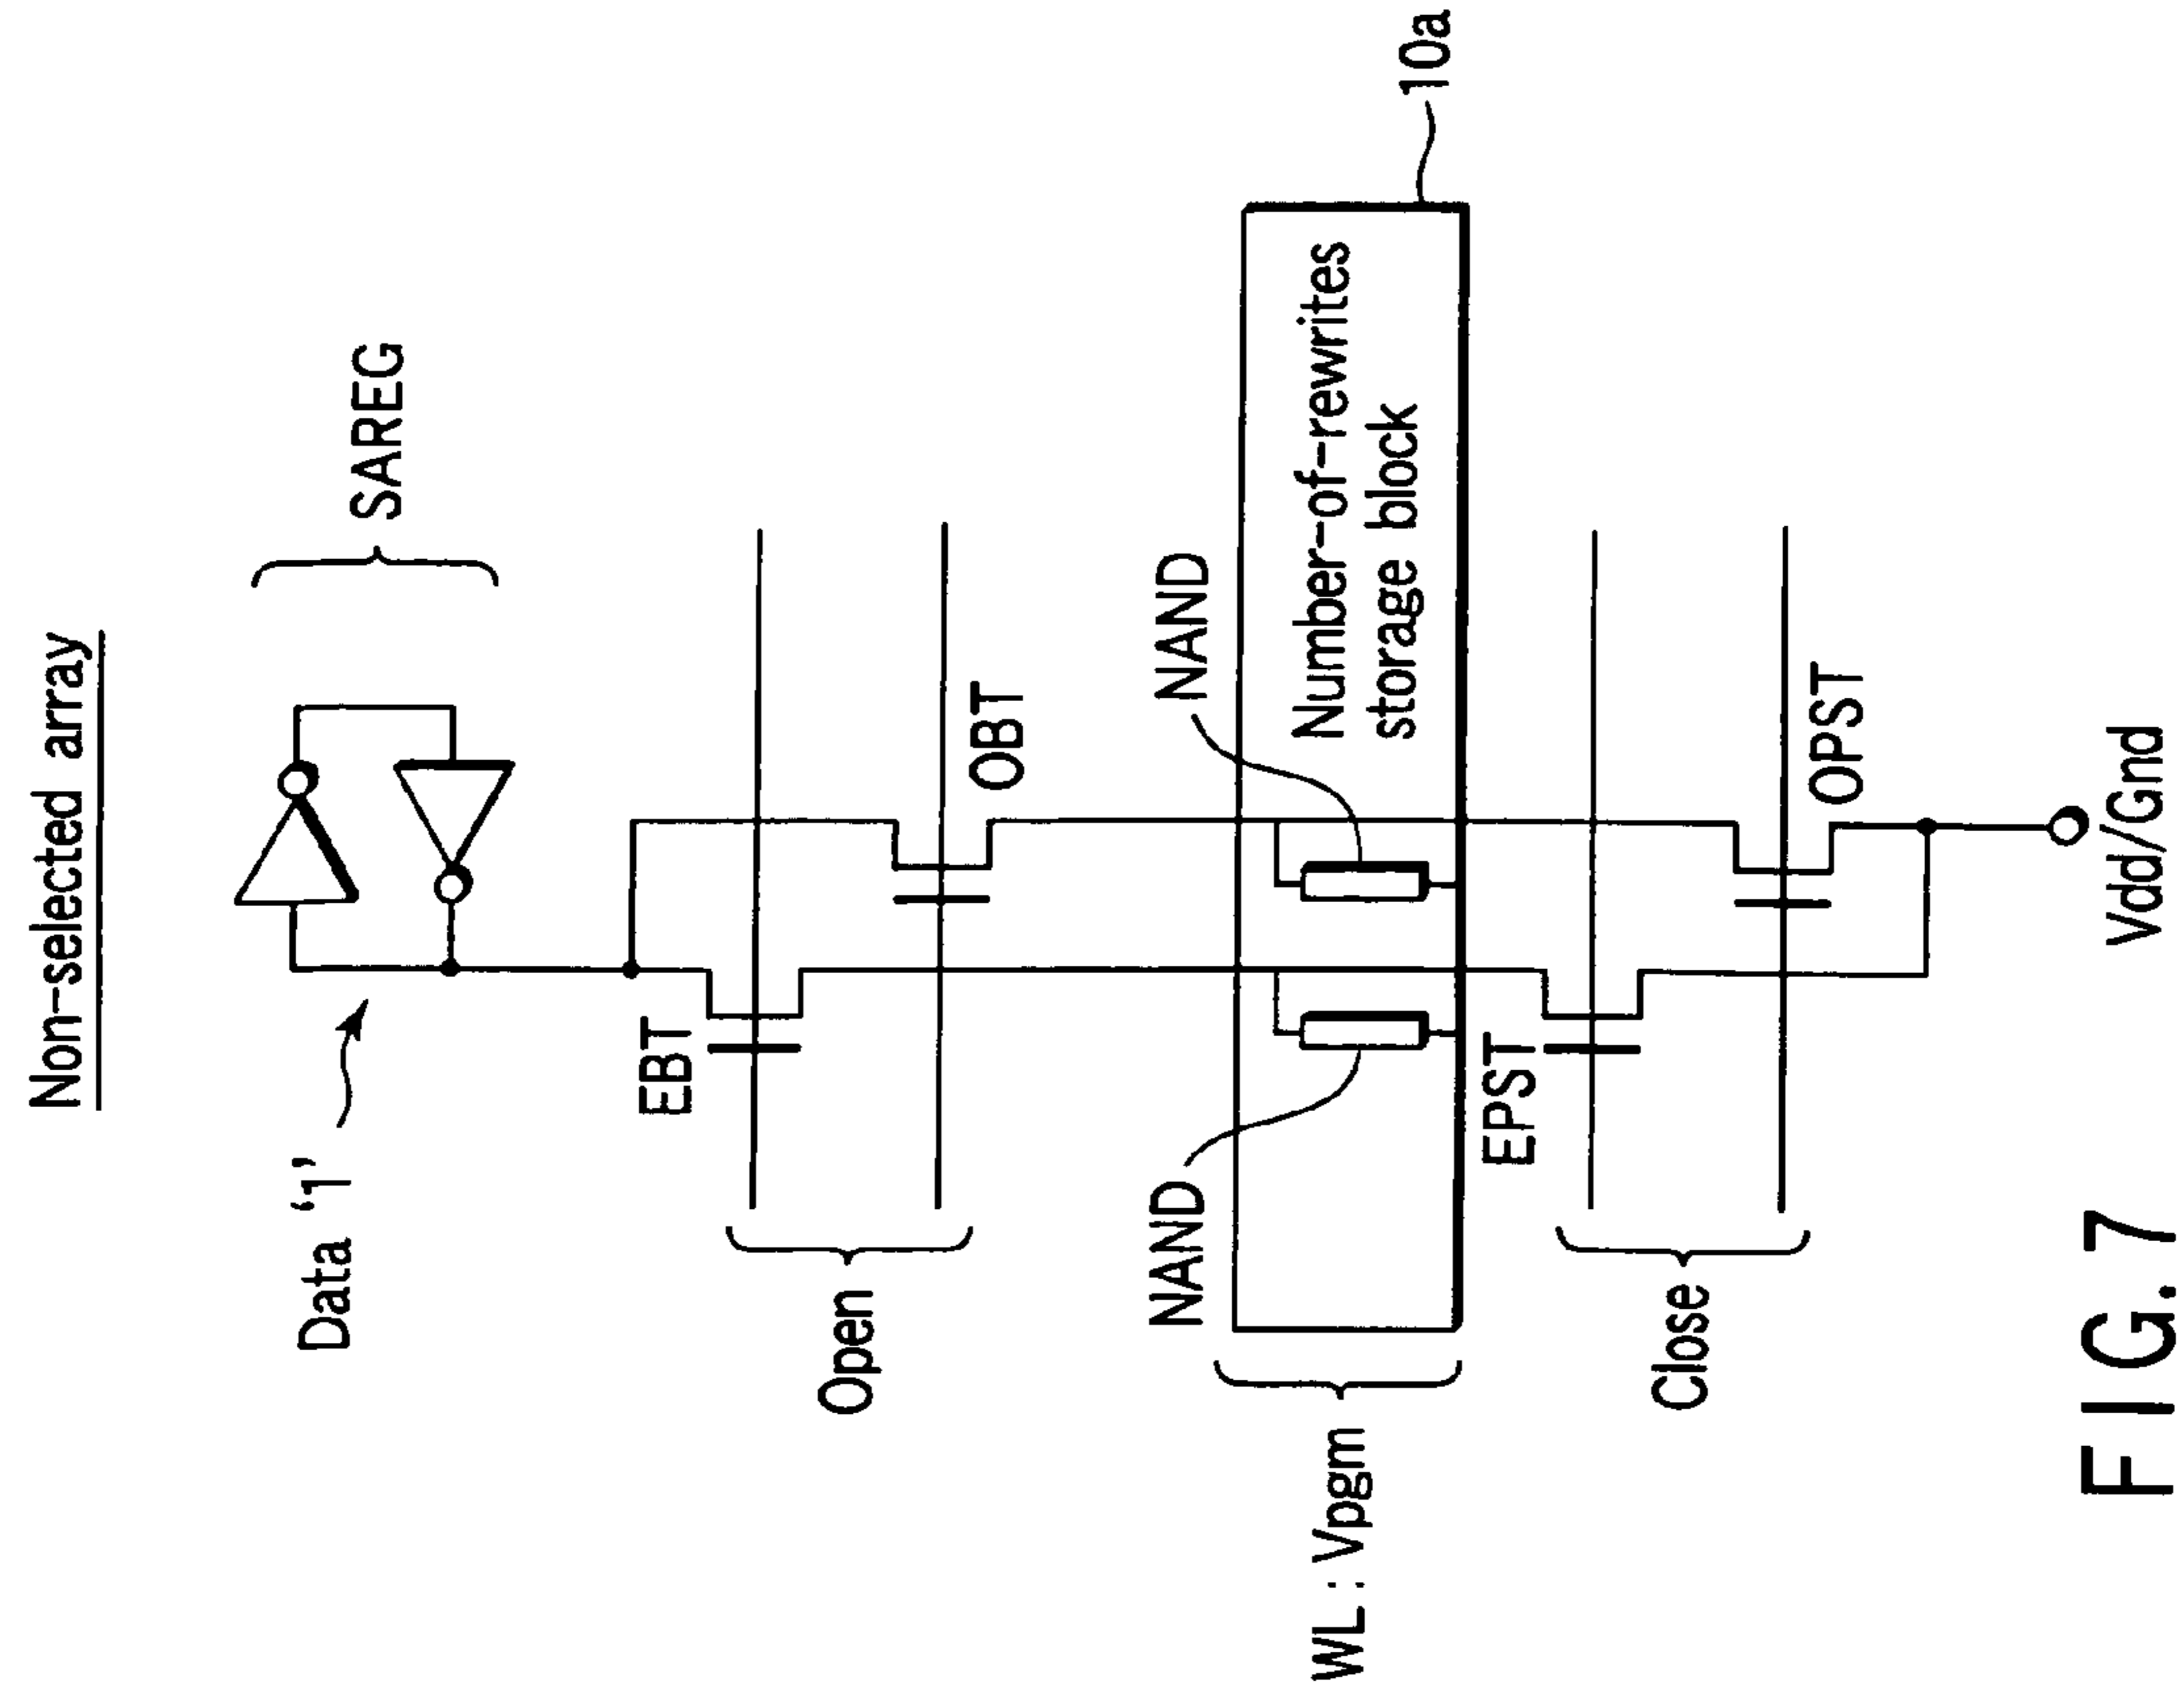 Non-selected array
Data “1”
SAREG
EBT
OBT
Open
NAND
NAND
WL : Vpgm
Number-of-rewrites
storage block
10a
EPST
OPST
Close
Vdd/Gnd
FIG. 7